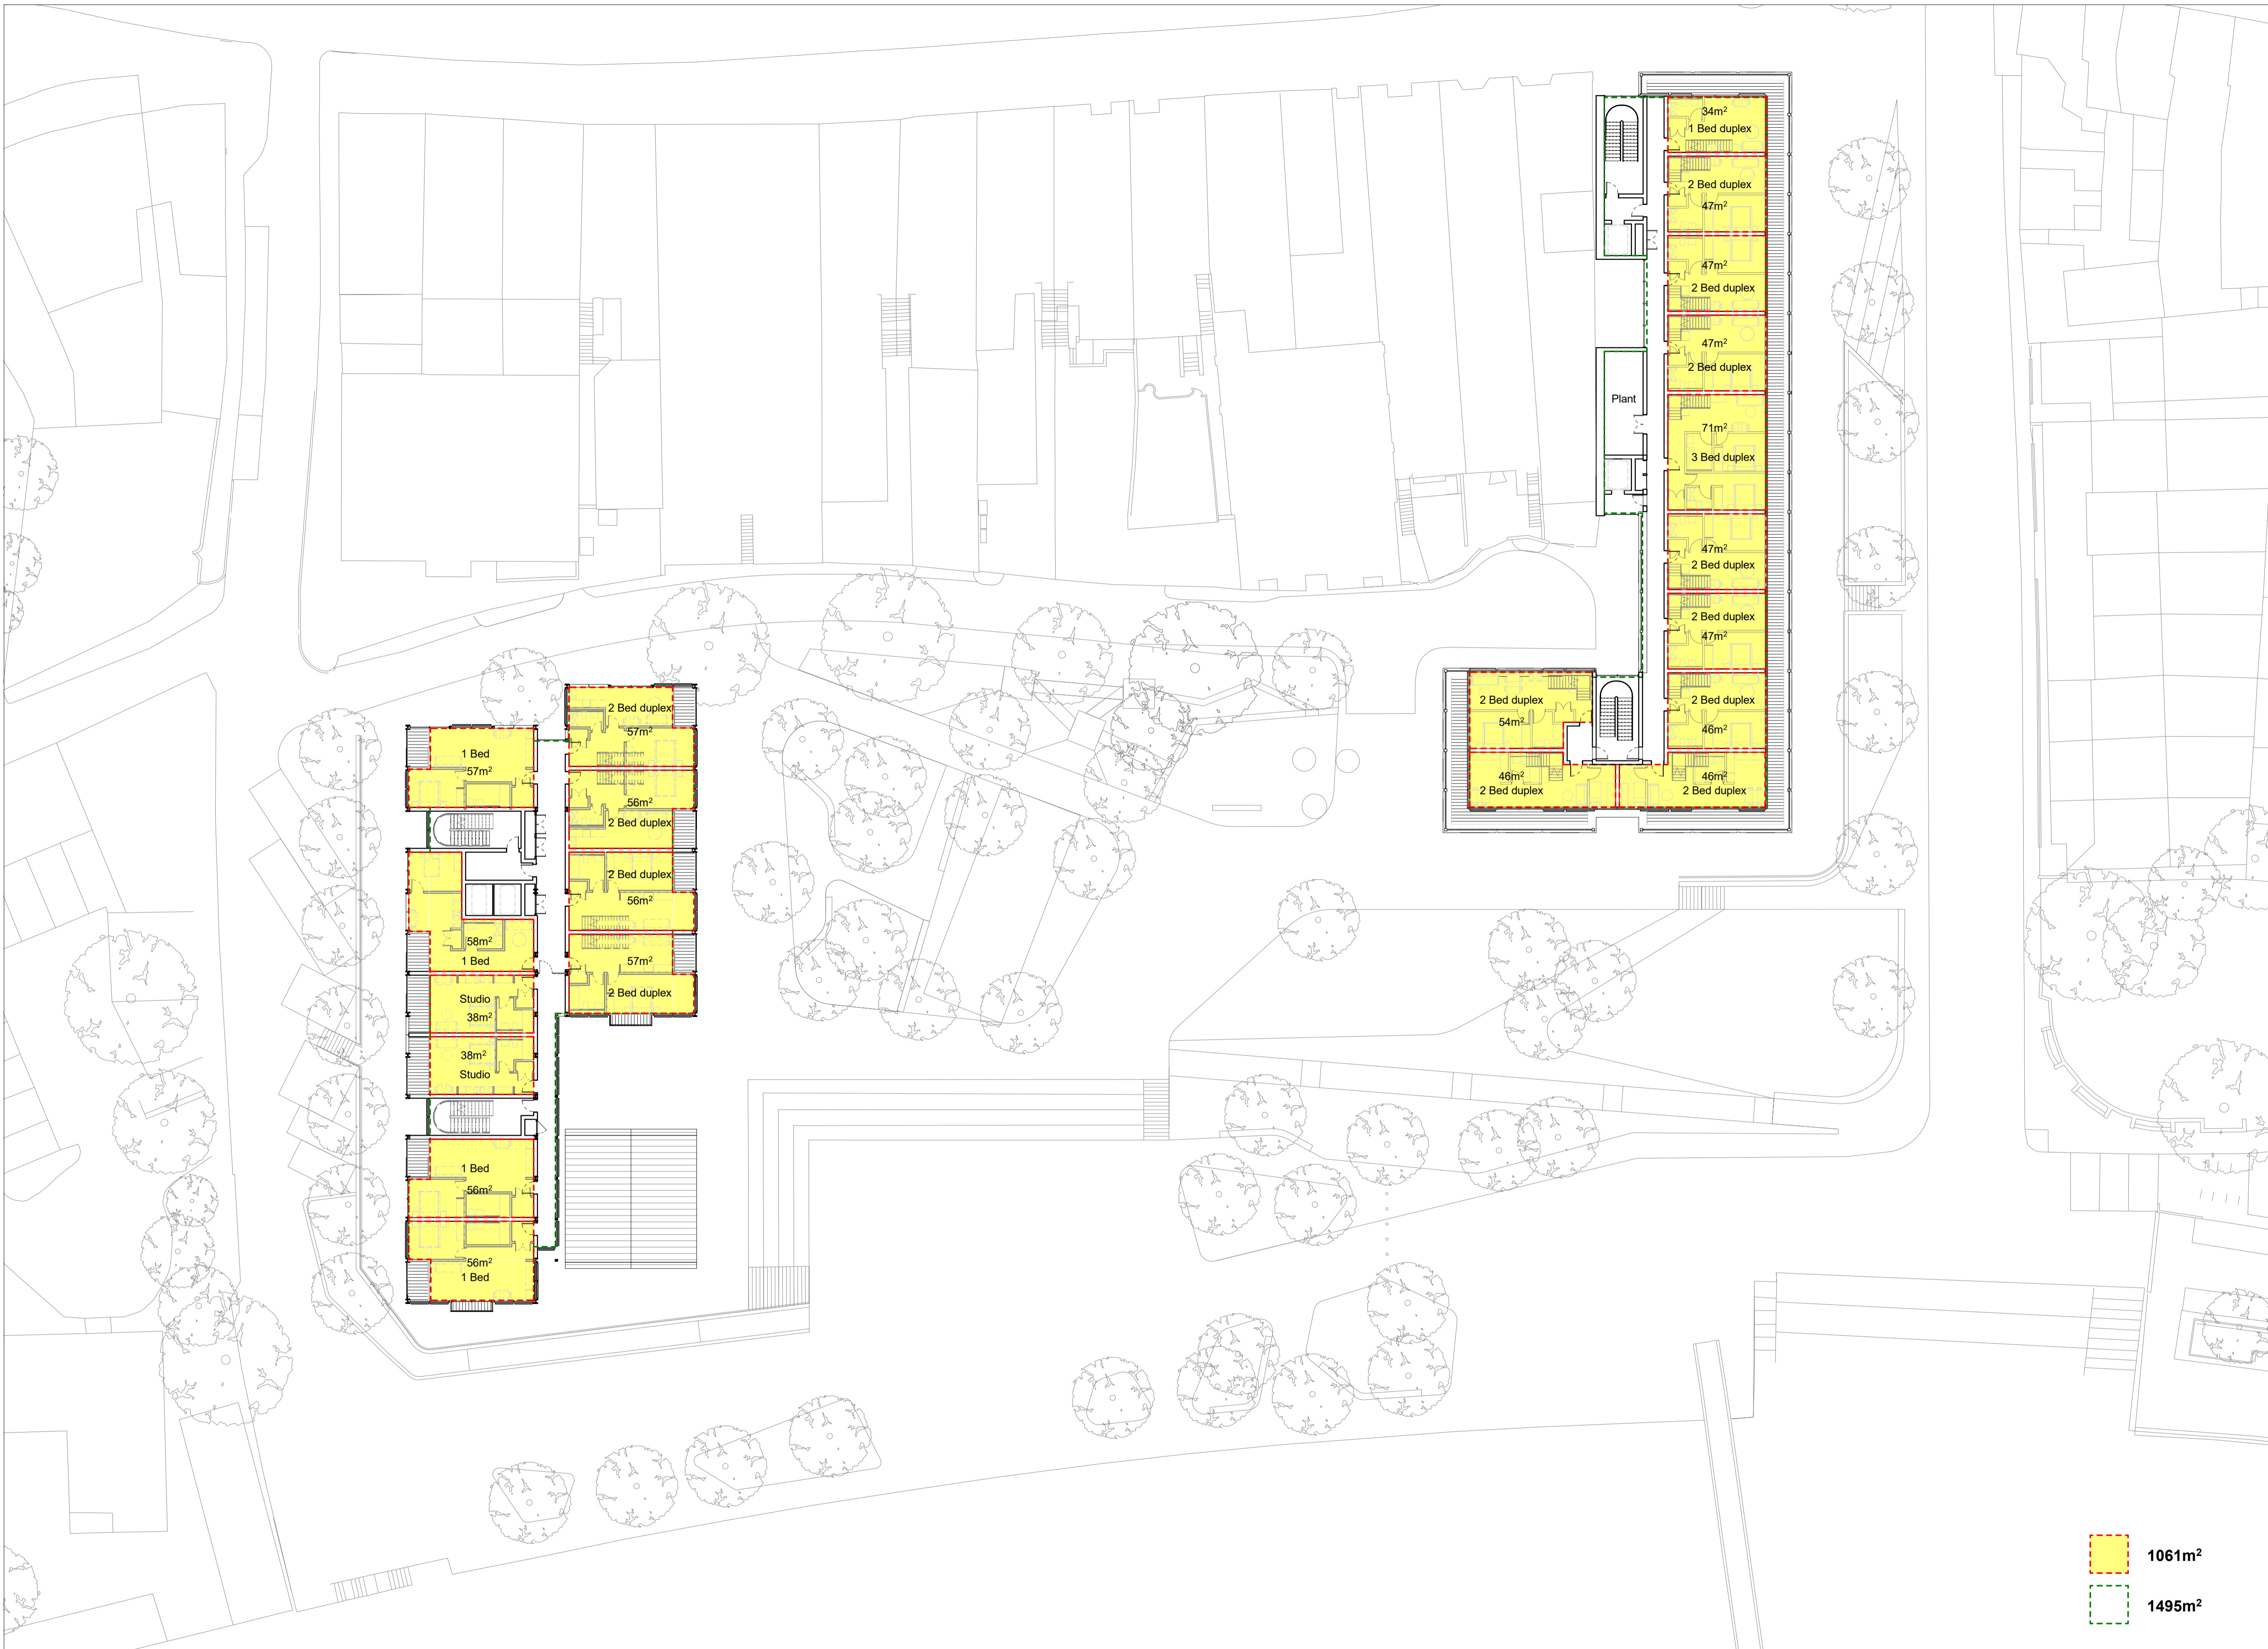 34m²
1 Bed duplex
2 Bed duplex
47m²
47m²
2 Bed duplex
47m²
2 Bed duplex
Plant
71m²
3 Bed duplex
47m²
2 Bed duplex
2 Bed duplex
47m²
2 Bed duplex
46m²
2 Bed duplex
54m²
46m²
2 Bed duplex
46m²
2 Bed duplex
2 Bed duplex
57m²
56m²
2 Bed duplex
2 Bed duplex
56m²
57m²
2 Bed duplex
1 Bed
57m²
58m²
1 Bed
Studio
38m²
38m²
Studio
1 Bed
56m²
56m²
1 Bed
1061m²
1495m²